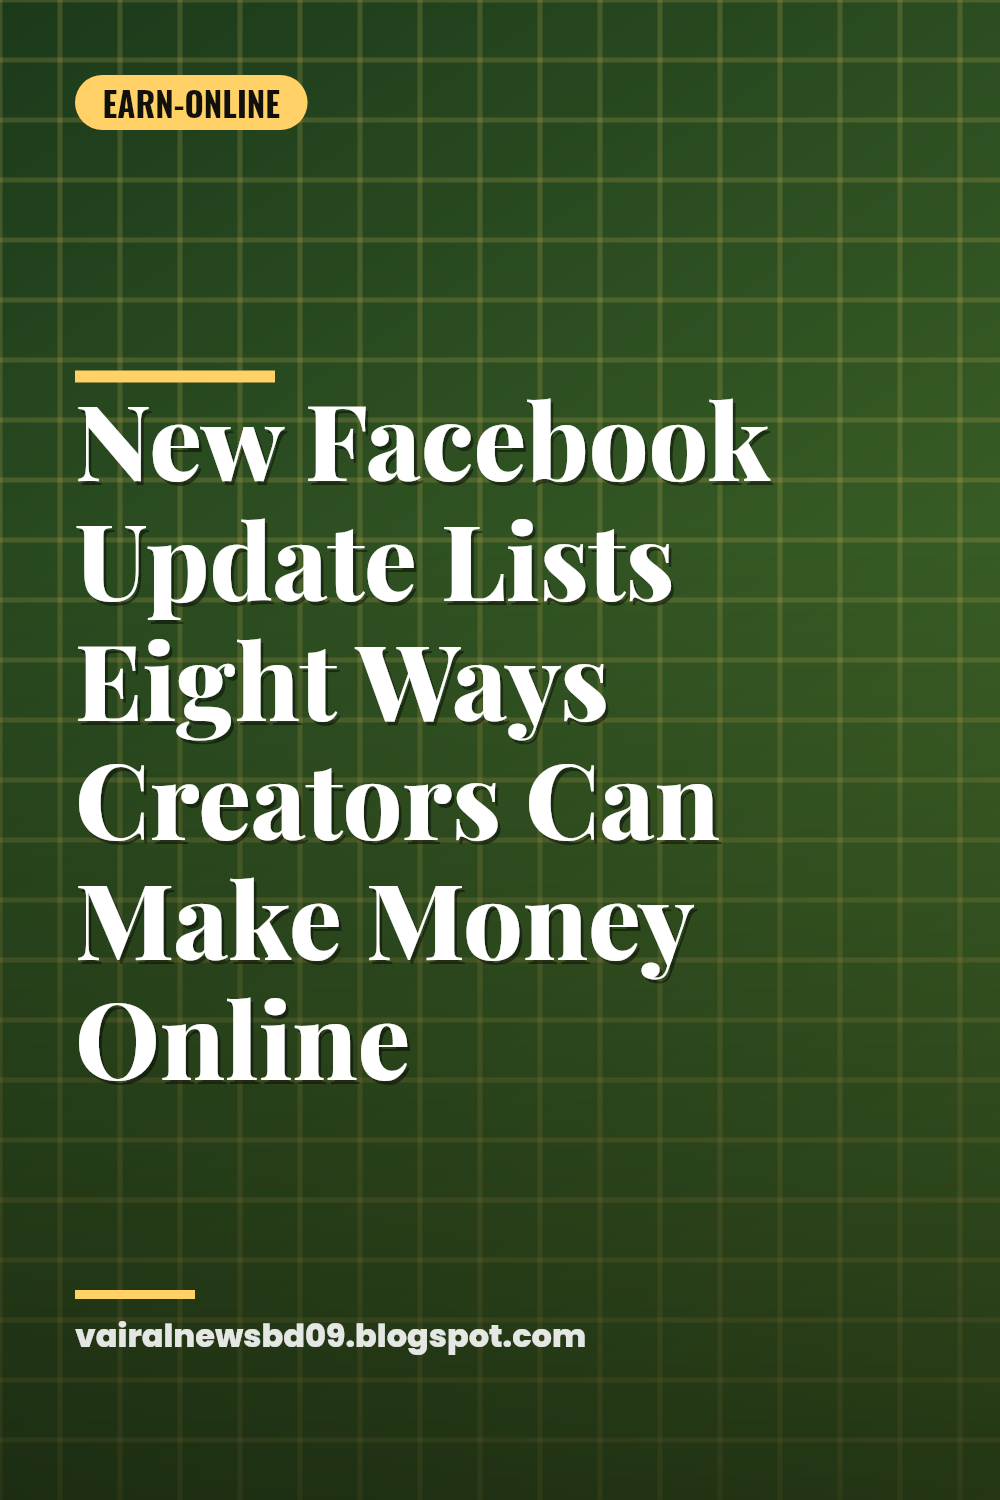 EARN-ONLINE
New Facebook
Update Lists
Eight Ways
Creators Can
Make Money
Online
vairalnewsbd09.blogspot.com